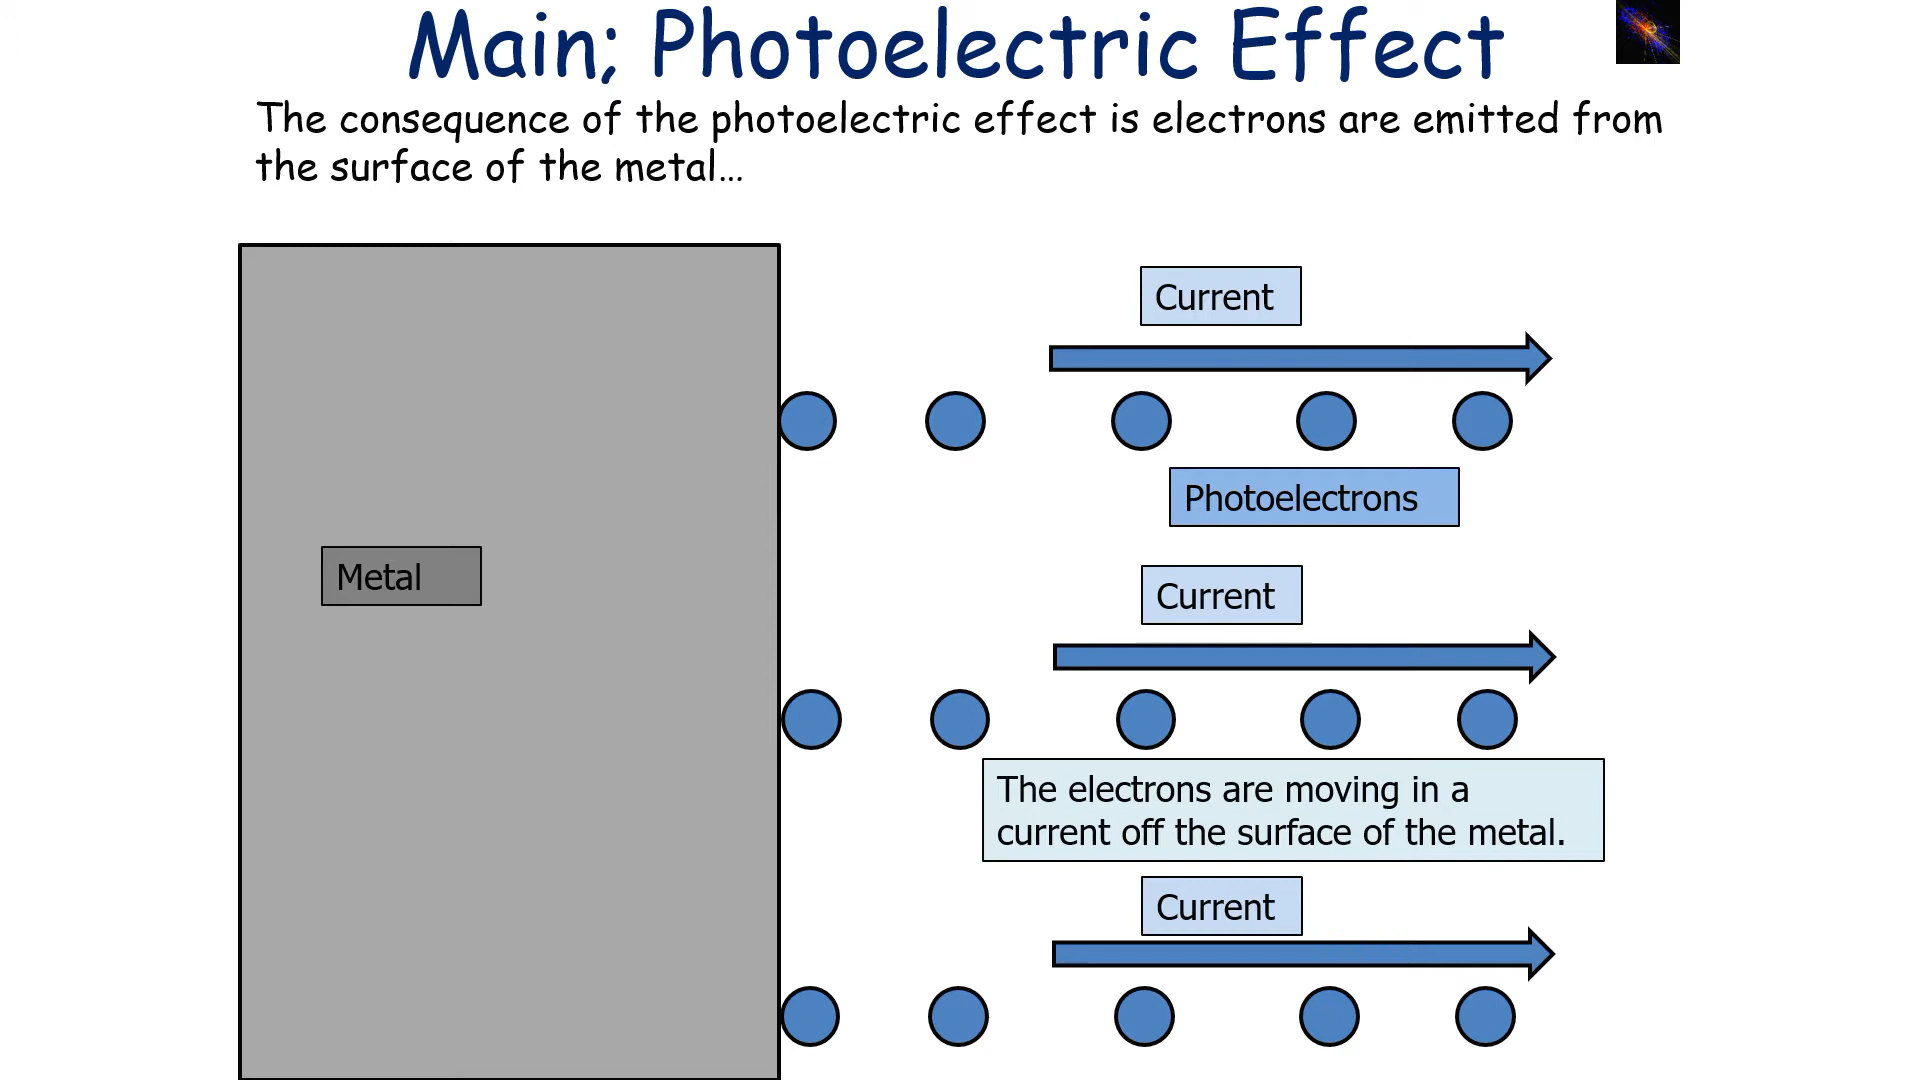 Main; Photoelectric Effect
The consequence of the photoelectric effect is electrons are emitted from
the surface of the metal…
Current
Photoelectrons
Metal
Current
The electrons are moving in a
current off the surface of the metal.
Current